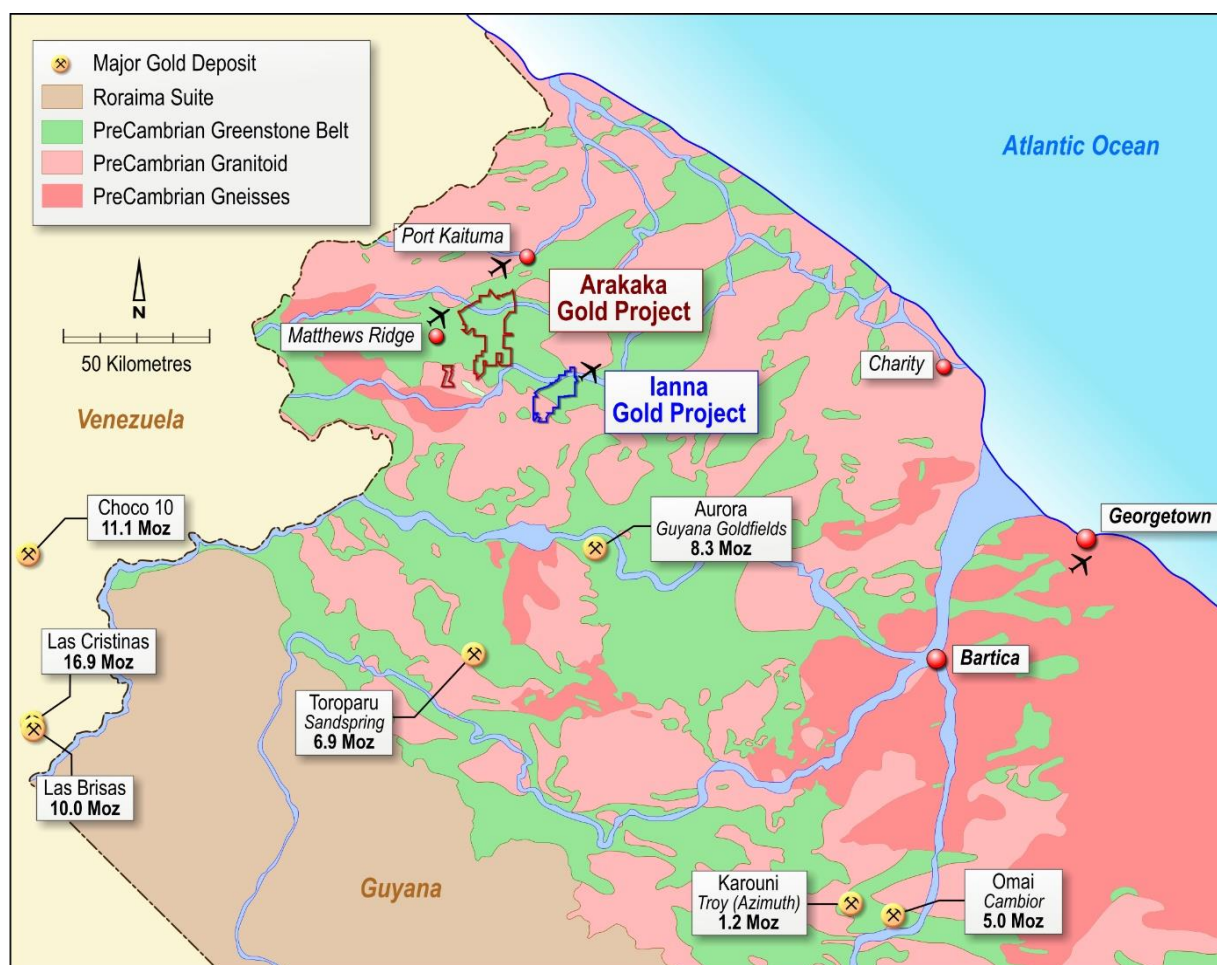 Major Gold Deposit
Roraima Suite
PreCambrian Greenstone Belt
PreCambrian Granitoid
PreCambrian Gneisses
N
50 Kilometres
Atlantic Ocean
Port Kaituma
Arakaka
Gold Project
Matthews Ridge
Ianna
Gold Project
Charity
Venezuela
Choco 10
11.1 Moz
Aurora
Guyana Goldfields
8.3 Moz
Georgetown
Las Cristinas
16.9 Moz
Bartica
Toroparu
Sandspring
6.9 Moz
Las Brisas
10.0 Moz
Guyana
Karouni
Troy (Azimuth)
1.2 Moz
Omai
Cambior
5.0 Moz